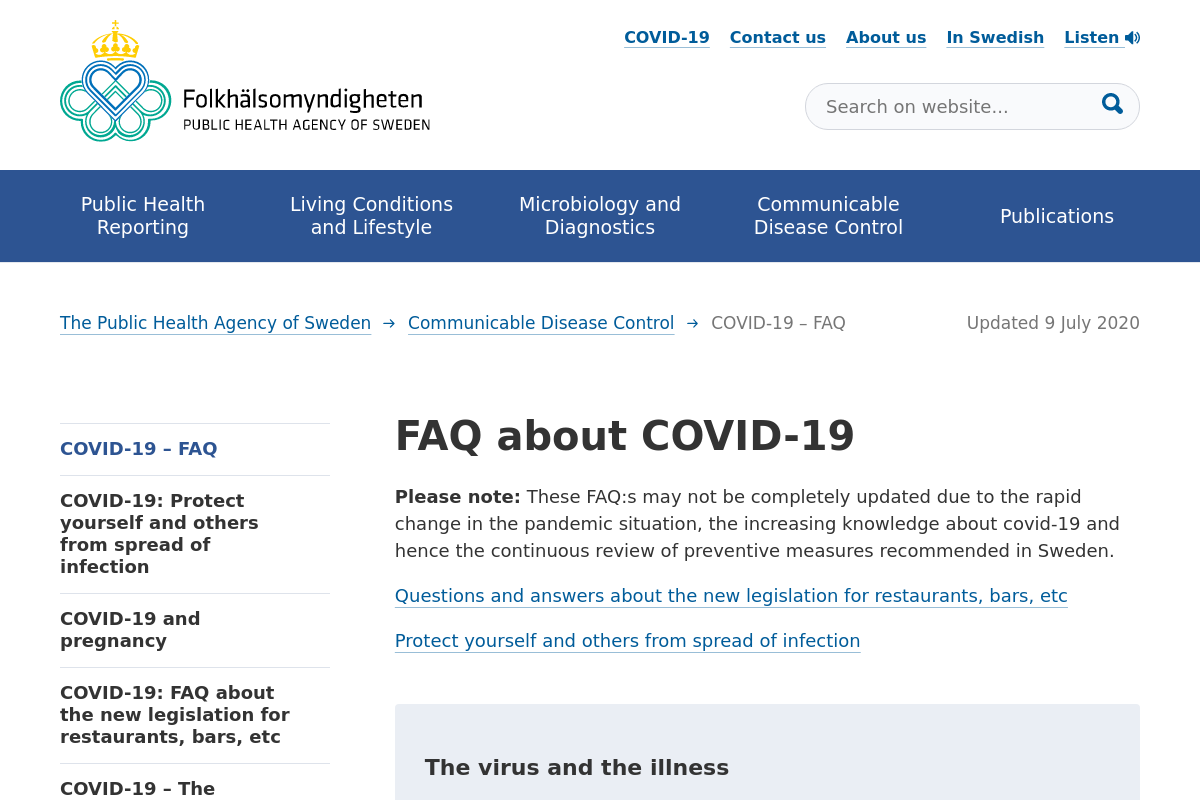 COVID-19 Contact us About us In Swedish Listen
Folkhälsomyndigheten
PUBLIC HEALTH AGENCY OF SWEDEN
Search on website...
Public Health
Reporting
Living Conditions
and Lifestyle
Microbiology and
Diagnostics
Communicable
Disease Control
Publications
The Public Health Agency of Sweden → Communicable Disease Control → COVID-19 – FAQ
Updated 9 July 2020
COVID-19 – FAQ
COVID-19: Protect
yourself and others
from spread of
infection
COVID-19 and
pregnancy
COVID-19: FAQ about
the new legislation for
restaurants, bars, etc
COVID-19 – The
FAQ about COVID-19
Please note: These FAQ:s may not be completely updated due to the rapid
change in the pandemic situation, the increasing knowledge about covid-19 and
hence the continuous review of preventive measures recommended in Sweden.
Questions and answers about the new legislation for restaurants, bars, etc
Protect yourself and others from spread of infection
The virus and the illness